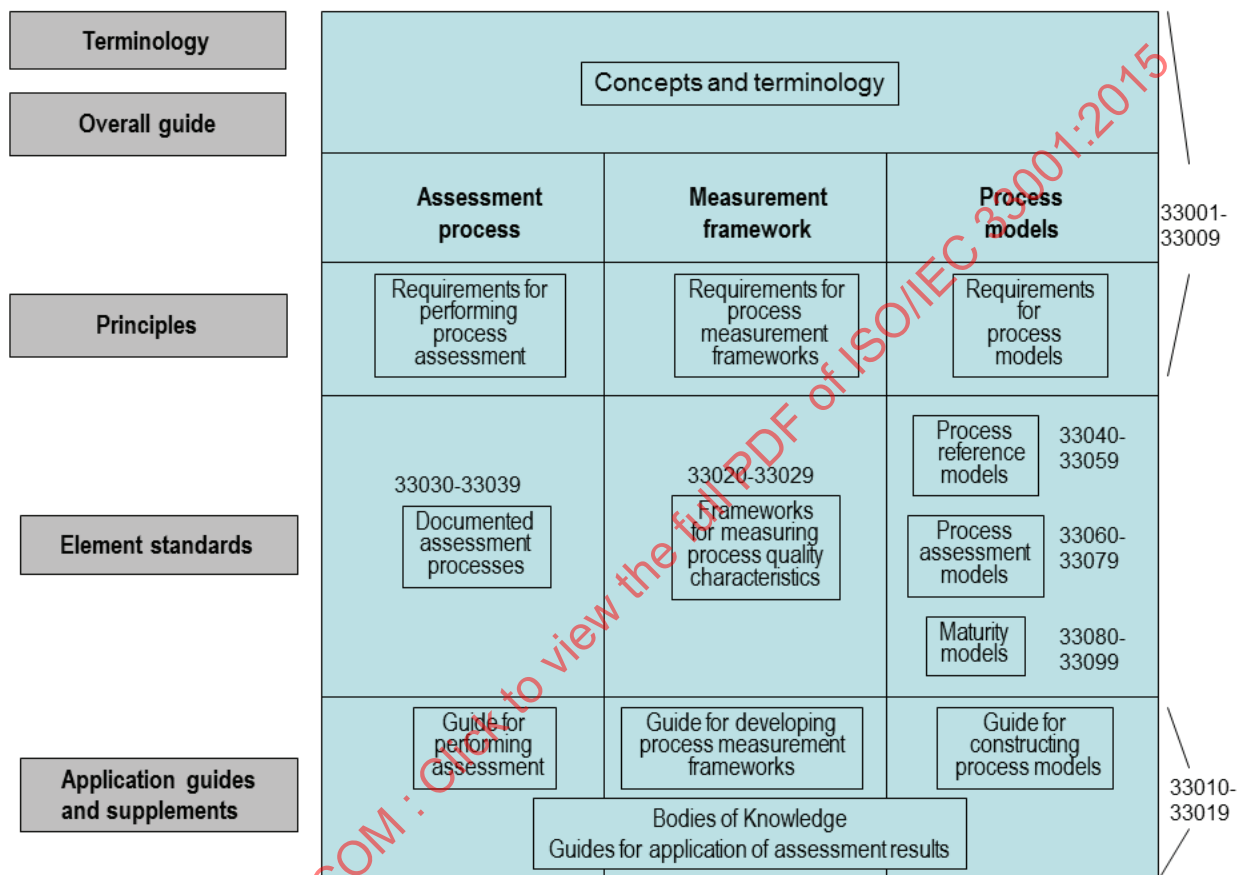 Terminology
Overall guide
Concepts and terminology
Assessment
process
Measurement
framework
Process
models
33001-
33009
Principles
Requirements for
performing
process
assessment
Requirements for
process
measurement
frameworks
Requirements
for
process
models
Element standards
33030-33039
Documented
assessment
processes
33020-33029
Frameworks
for measuring
process quality
characteristics
Process
reference
models
33040-
33059
Process
assessment
models
33060-
33079
Maturity
models
33080-
33099
Application guides
and supplements
Guide for
performing
assessment
Guide for developing
process measurement
frameworks
Guide for
constructing
process models
33010-
33019
Bodies of Knowledge
Guides for application of assessment results
COM : Click to view the full PDF of ISO/IEC 33001:2015